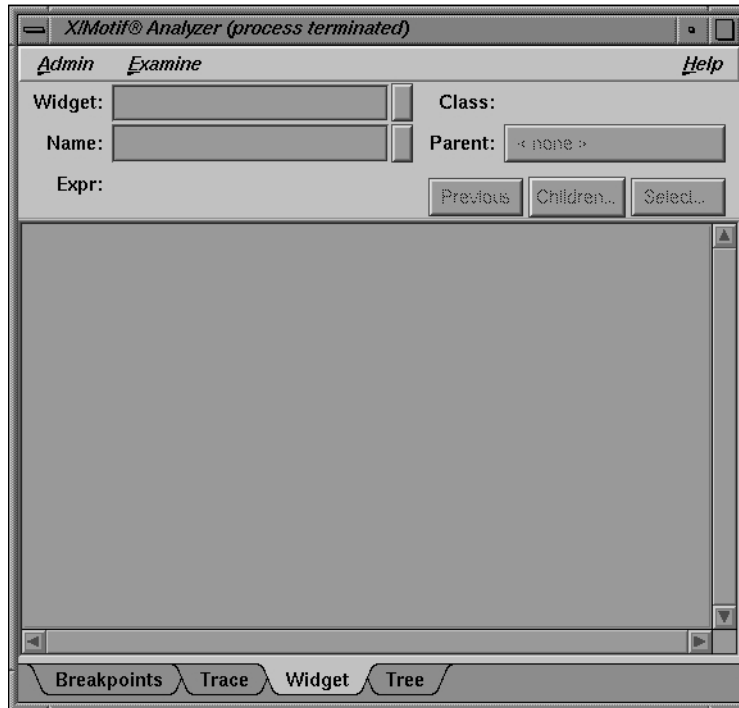 X/Motif® Analyzer (process terminated)
Admin Examine Help
Widget: Class:
Name: Parent: < none >
Expr: Previous Children... Select...
Breakpoints Trace Widget Tree